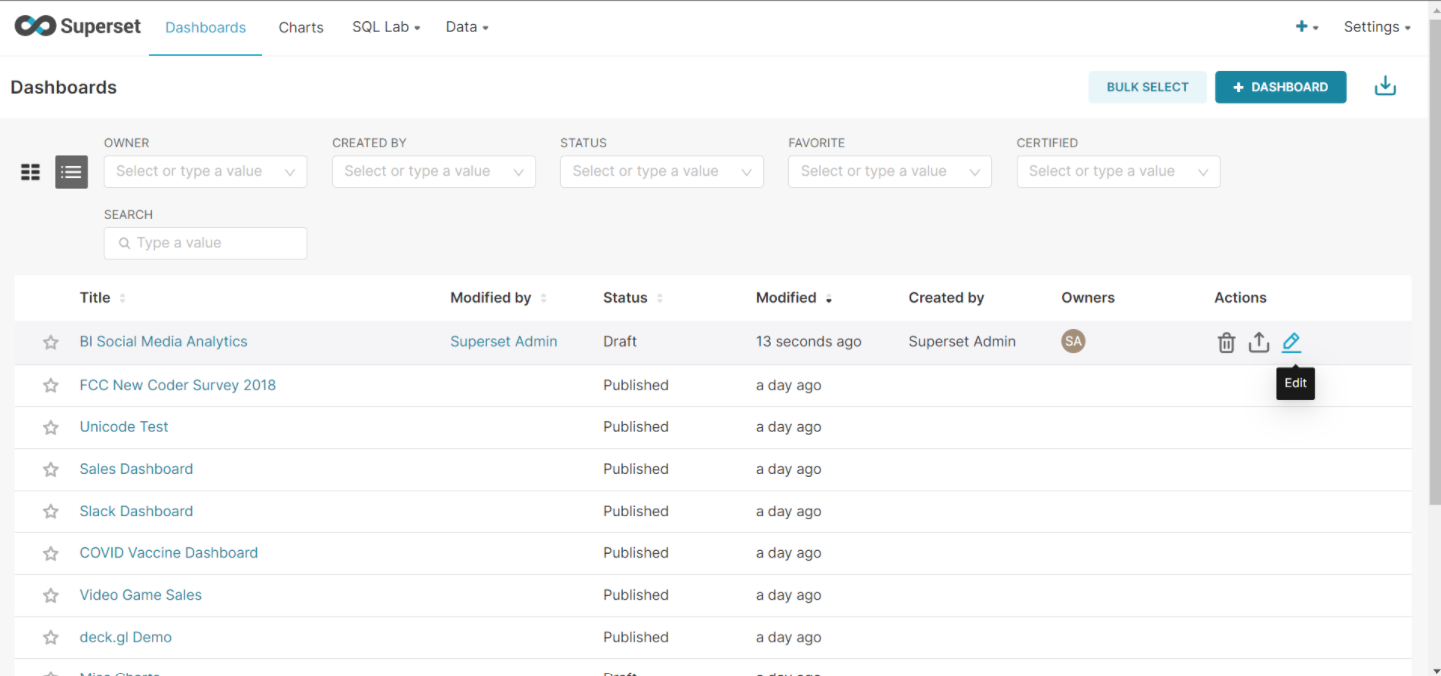 Superset Dashboards Charts SQL Lab Data Settings
Dashboards BULK SELECT + DASHBOARD
OWNER CREATED BY STATUS FAVORITE CERTIFIED
Select or type a value Select or type a value Select or type a value Select or type a value Select or type a value
SEARCH
Type a value
Title Modified by Status Modified Created by Owners Actions
BI Social Media Analytics Superset Admin Draft 13 seconds ago Superset Admin SA
FCC New Coder Survey 2018 Published a day ago Edit
Unicode Test Published a day ago
Sales Dashboard Published a day ago
Slack Dashboard Published a day ago
COVID Vaccine Dashboard Published a day ago
Video Game Sales Published a day ago
deck.gl Demo Published a day ago
Misc Charts Draft a day ago